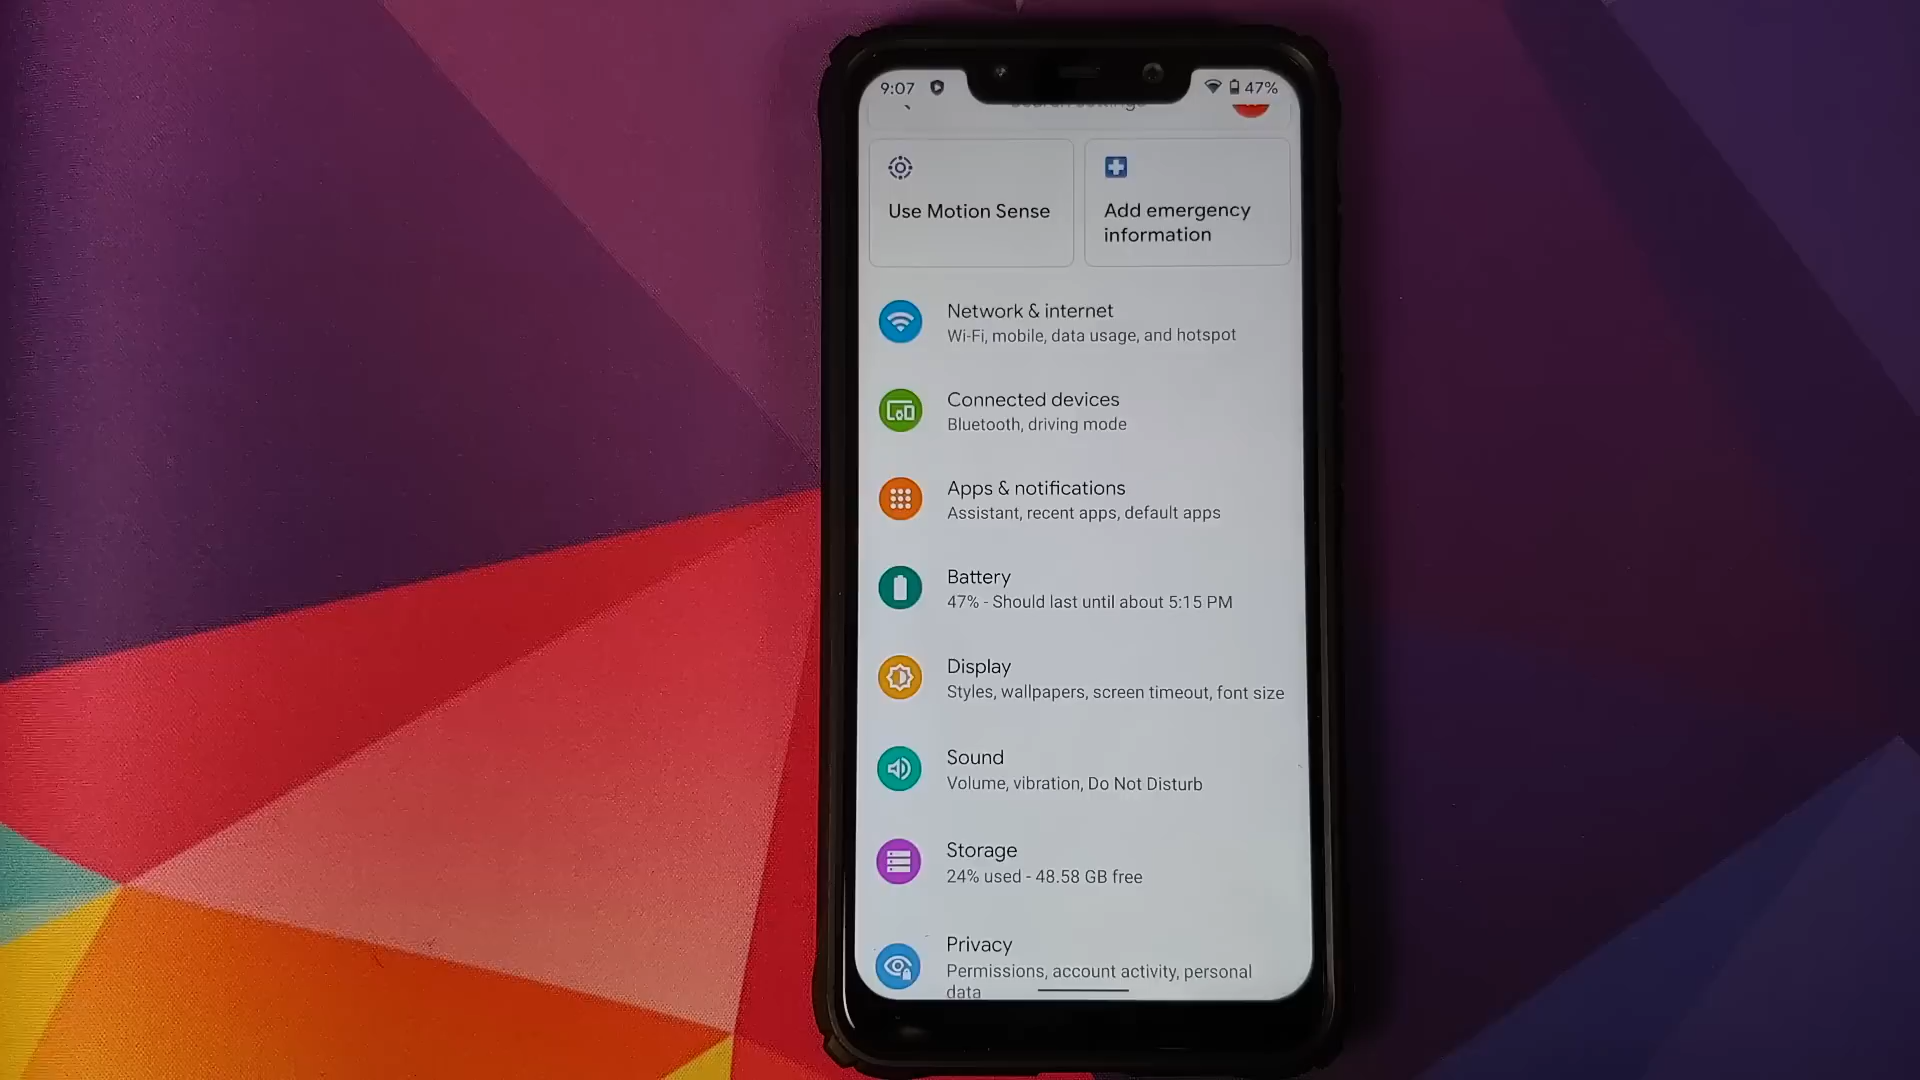 9:07
47%
Search settings
Use Motion Sense
Add emergency
information
Network & internet
Wi-Fi, mobile, data usage, and hotspot
Connected devices
Bluetooth, driving mode
Apps & notifications
Assistant, recent apps, default apps
Battery
47% - Should last until about 5:15 PM
Display
Styles, wallpapers, screen timeout, font size
Sound
Volume, vibration, Do Not Disturb
Storage
24% used - 48.58 GB free
Privacy
Permissions, account activity, personal
data